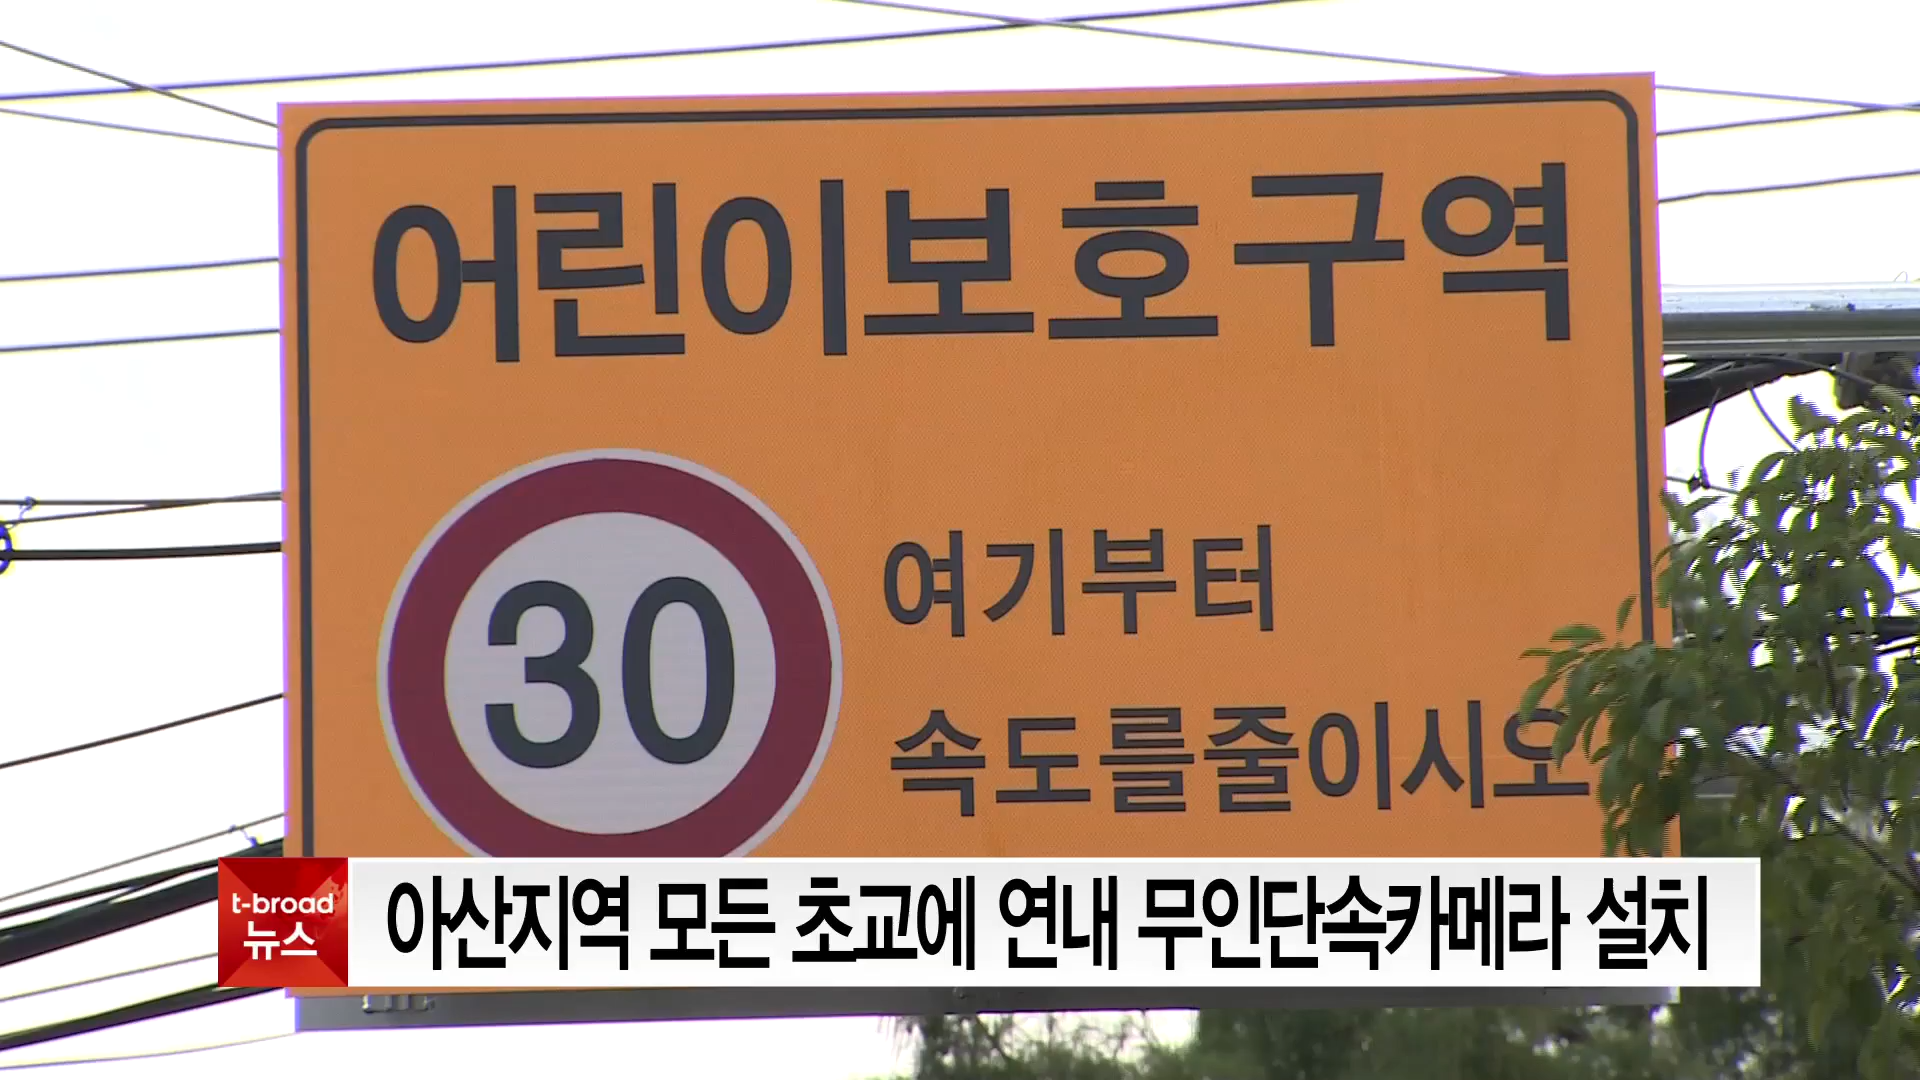 어린이보호구역
30
여기부터
속도를줄이시오
t-broad
뉴스
아산지역 모든 초교에 연내 무인단속카메라 설치